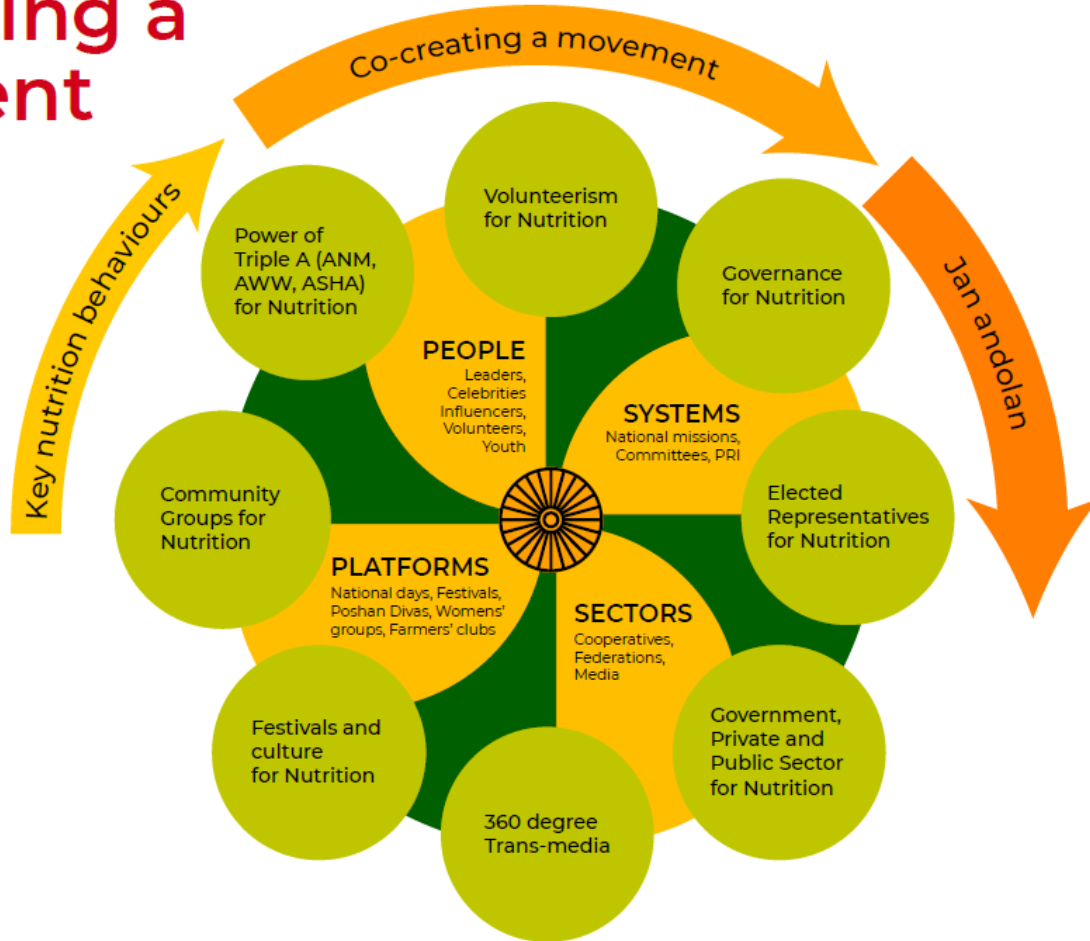 ing a
ent
Key nutrition behaviours
Co-creating a movement
Jan andolan
Volunteerism
for Nutrition
Power of
Triple A (ANM,
AWW, ASHA)
for Nutrition
Governance
for Nutrition
PEOPLE
Leaders,
Celebrities
Influencers,
Volunteers,
Youth
SYSTEMS
National missions,
Committees, PRI
Community
Groups for
Nutrition
Elected
Representatives
for Nutrition
PLATFORMS
National days, Festivals,
Poshan Divas, Womens'
groups, Farmers' clubs
SECTORS
Cooperatives,
Federations,
Media
Festivals and
culture
for Nutrition
Government,
Private and
Public Sector
for Nutrition
360 degree
Trans-media